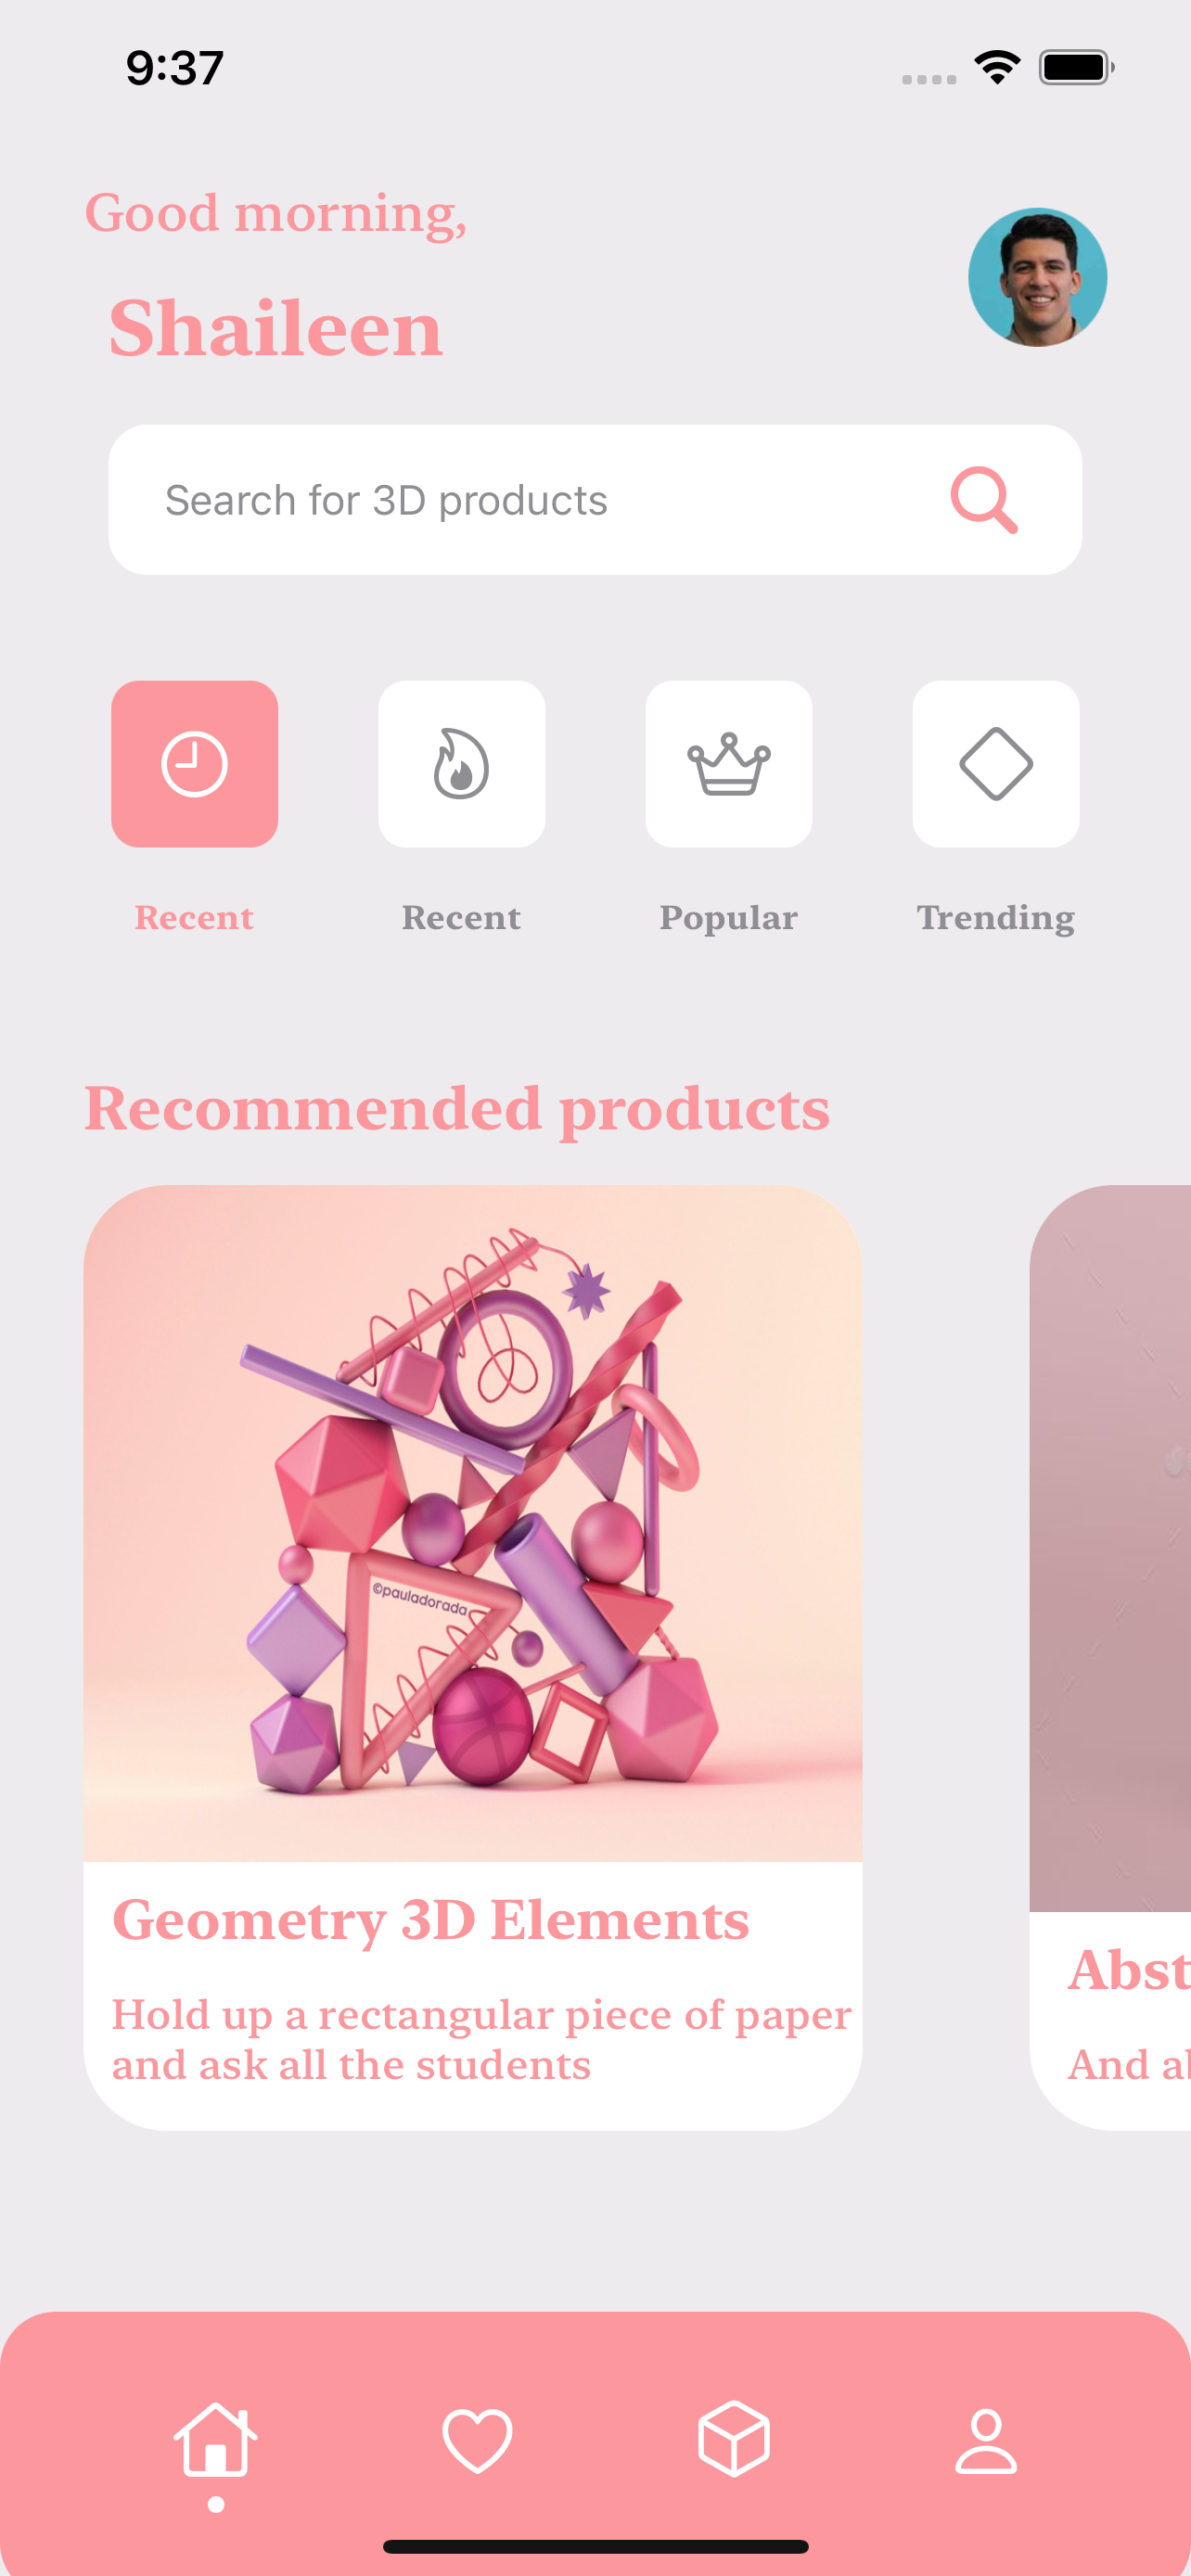 9:37
Good morning,
Shaileen
Search for 3D products
Recent
Recent
Popular
Trending
Recommended products
©pauladorada
Geometry 3D Elements
Hold up a rectangular piece of paper
and ask all the students
Abst
And ab